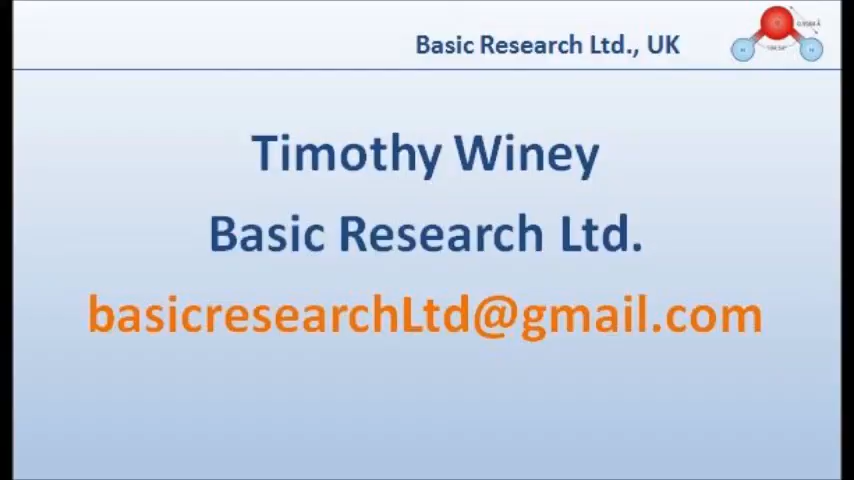 Basic Research Ltd., UK
Timothy Winey
Basic Research Ltd.
basicresearchLtd@gmail.com